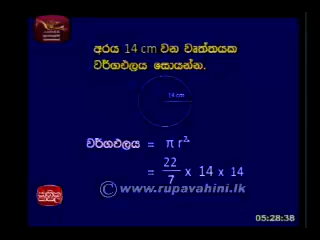 අරය 14 cm වන වෘත්තයක
වර්ගඵලය සොයන්න.
14 cm
වර්ගඵලය = π r²
= 22/7 x 14 x 14
©www.rupavahini.lk
05:28:38